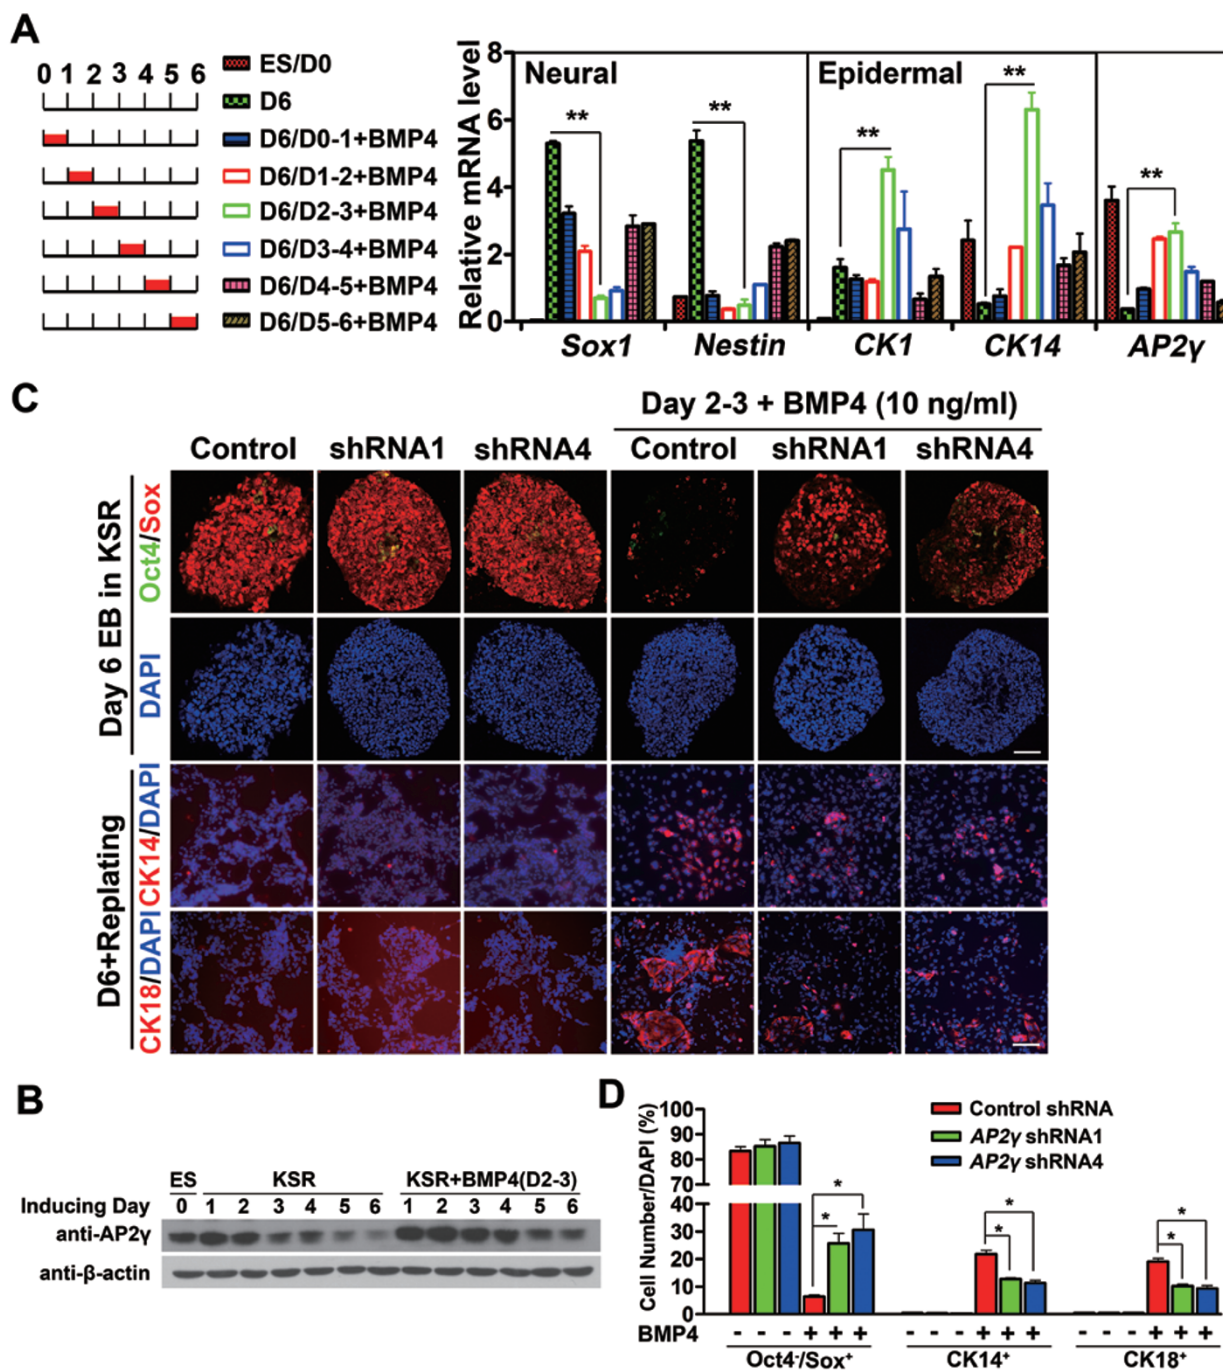 A
0 1 2 3 4 5 6
ES/D0
D6
D6/D0-1+BMP4
D6/D1-2+BMP4
D6/D2-3+BMP4
D6/D3-4+BMP4
D6/D4-5+BMP4
D6/D5-6+BMP4
Relative mRNA level
8
6
4
2
0
Neural
Epidermal
**
**
**
**
**
Sox1 Nestin CK1 CK14 AP2γ
C
Day 2-3 + BMP4 (10 ng/ml)
Control shRNA1 shRNA4 Control shRNA1 shRNA4
Day 6 EB in KSR
Oct4/Sox
DAPI
D6+Replating
CK14/DAPI
CK18/DAPI
B
ES KSR KSR+BMP4(D2-3)
Inducing Day 0 1 2 3 4 5 6 1 2 3 4 5 6
anti-AP2γ
anti-β-actin
D
Cell Number/DAPI (%)
100
90
80
70
40
30
20
10
0
Control shRNA
AP2γ shRNA1
AP2γ shRNA4
*
*
*
*
*
*
BMP4 - - - + + + - - - + + + - - - + + +
Oct4⁻/Sox⁺ CK14⁺ CK18⁺